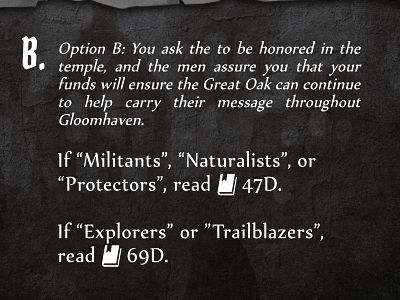 B.
Option B: You ask the to be honored in the
temple, and the men assure you that your
funds will ensure the Great Oak can continue
to help carry their message throughout
Gloomhaven.
If “Militants”, “Naturalists”, or
“Protectors”, read 47D.
If “Explorers” or ”Trailblazers”,
read 69D.